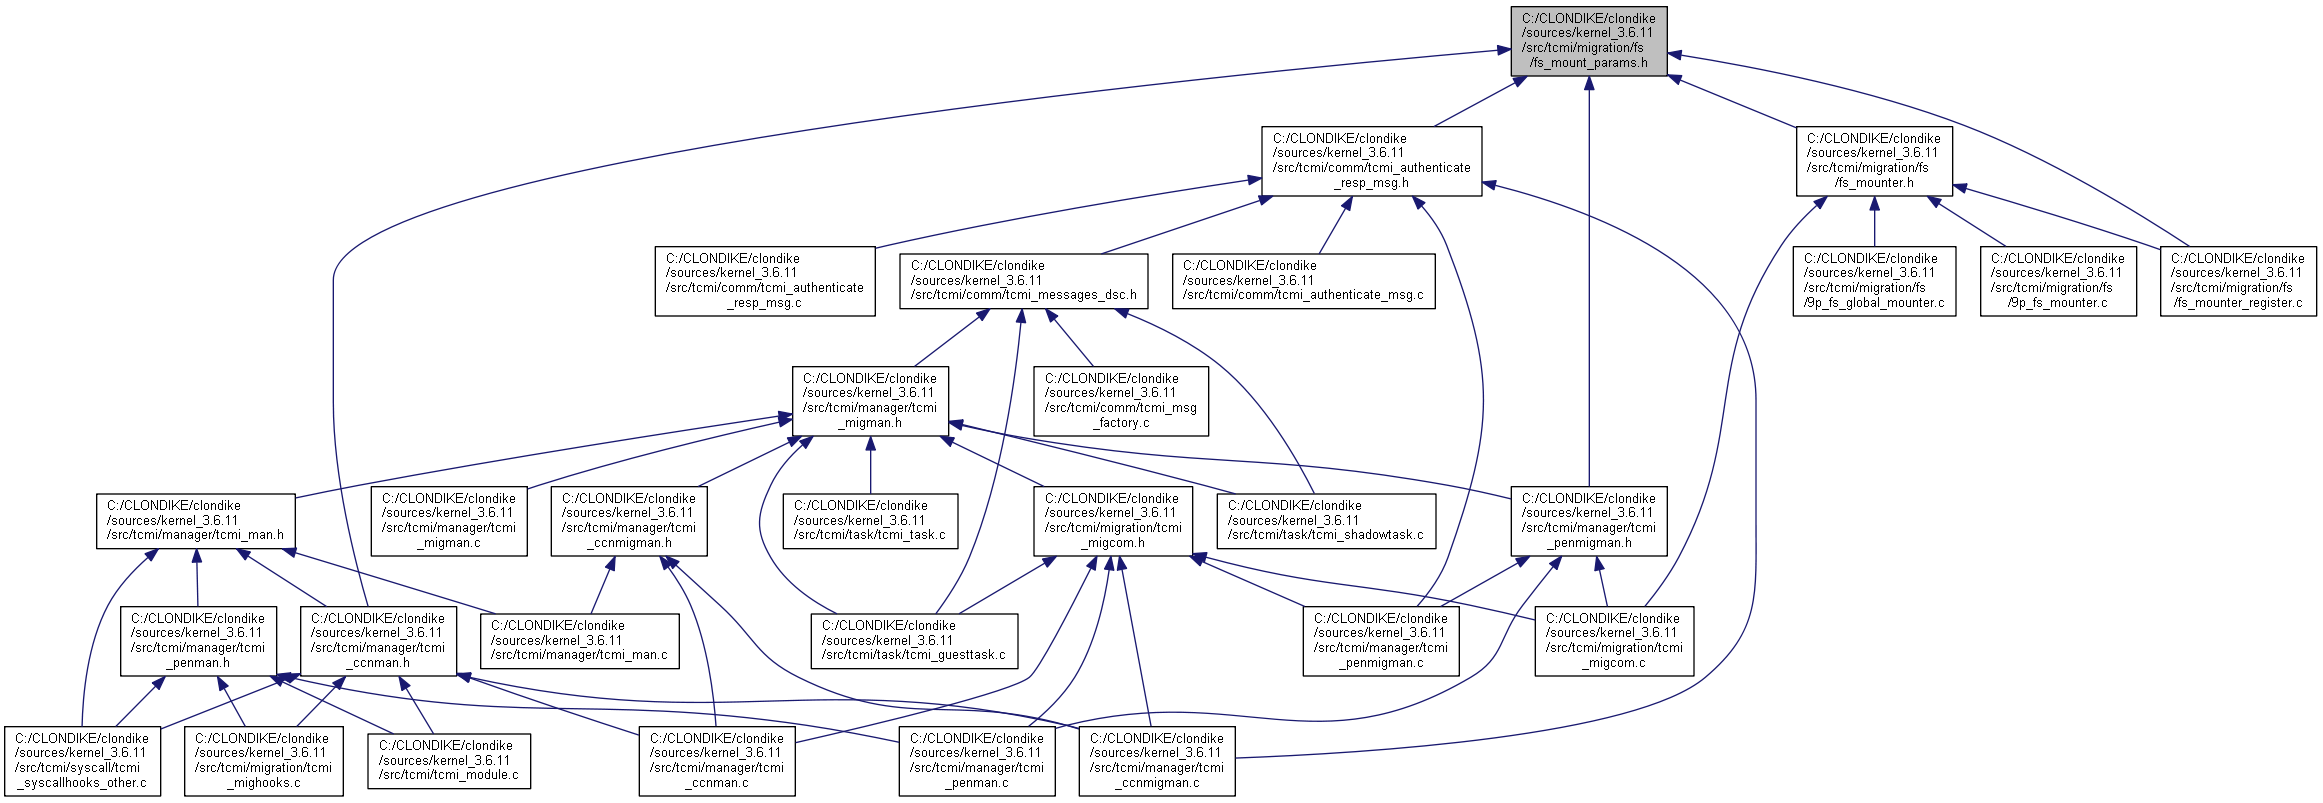 C:/CLONDIKE/clondike
/sources/kernel_3.6.11
/src/tcmi/migration/fs
/fs_mount_params.h
C:/CLONDIKE/clondike
/sources/kernel_3.6.11
/src/tcmi/comm/tcmi_authenticate
_resp_msg.h
C:/CLONDIKE/clondike
/sources/kernel_3.6.11
/src/tcmi/migration/fs
/fs_mounter.h
C:/CLONDIKE/clondike
/sources/kernel_3.6.11
/src/tcmi/comm/tcmi_authenticate
_resp_msg.c
C:/CLONDIKE/clondike
/sources/kernel_3.6.11
/src/tcmi/comm/tcmi_messages_dsc.h
C:/CLONDIKE/clondike
/sources/kernel_3.6.11
/src/tcmi/comm/tcmi_authenticate_msg.c
C:/CLONDIKE/clondike
/sources/kernel_3.6.11
/src/tcmi/migration/fs
/9p_fs_global_mounter.c
C:/CLONDIKE/clondike
/sources/kernel_3.6.11
/src/tcmi/migration/fs
/9p_fs_mounter.c
C:/CLONDIKE/clondike
/sources/kernel_3.6.11
/src/tcmi/migration/fs
/fs_mounter_register.c
C:/CLONDIKE/clondike
/sources/kernel_3.6.11
/src/tcmi/manager/tcmi
_migman.h
C:/CLONDIKE/clondike
/sources/kernel_3.6.11
/src/tcmi/comm/tcmi_msg
_factory.c
C:/CLONDIKE/clondike
/sources/kernel_3.6.11
/src/tcmi/manager/tcmi_man.h
C:/CLONDIKE/clondike
/sources/kernel_3.6.11
/src/tcmi/manager/tcmi
_migman.c
C:/CLONDIKE/clondike
/sources/kernel_3.6.11
/src/tcmi/manager/tcmi
_ccnmigman.h
C:/CLONDIKE/clondike
/sources/kernel_3.6.11
/src/tcmi/task/tcmi_task.c
C:/CLONDIKE/clondike
/sources/kernel_3.6.11
/src/tcmi/migration/tcmi
_migcom.h
C:/CLONDIKE/clondike
/sources/kernel_3.6.11
/src/tcmi/task/tcmi_shadowtask.c
C:/CLONDIKE/clondike
/sources/kernel_3.6.11
/src/tcmi/manager/tcmi
_penmigman.h
C:/CLONDIKE/clondike
/sources/kernel_3.6.11
/src/tcmi/manager/tcmi
_penman.h
C:/CLONDIKE/clondike
/sources/kernel_3.6.11
/src/tcmi/manager/tcmi
_ccnman.h
C:/CLONDIKE/clondike
/sources/kernel_3.6.11
/src/tcmi/manager/tcmi_man.c
C:/CLONDIKE/clondike
/sources/kernel_3.6.11
/src/tcmi/task/tcmi_guesttask.c
C:/CLONDIKE/clondike
/sources/kernel_3.6.11
/src/tcmi/manager/tcmi
_penmigman.c
C:/CLONDIKE/clondike
/sources/kernel_3.6.11
/src/tcmi/migration/tcmi
_migcom.c
C:/CLONDIKE/clondike
/sources/kernel_3.6.11
/src/tcmi/syscall/tcmi
_syscallhooks_other.c
C:/CLONDIKE/clondike
/sources/kernel_3.6.11
/src/tcmi/migration/tcmi
_mighooks.c
C:/CLONDIKE/clondike
/sources/kernel_3.6.11
/src/tcmi/tcmi_module.c
C:/CLONDIKE/clondike
/sources/kernel_3.6.11
/src/tcmi/manager/tcmi
_ccnman.c
C:/CLONDIKE/clondike
/sources/kernel_3.6.11
/src/tcmi/manager/tcmi
_penman.c
C:/CLONDIKE/clondike
/sources/kernel_3.6.11
/src/tcmi/manager/tcmi
_ccnmigman.c